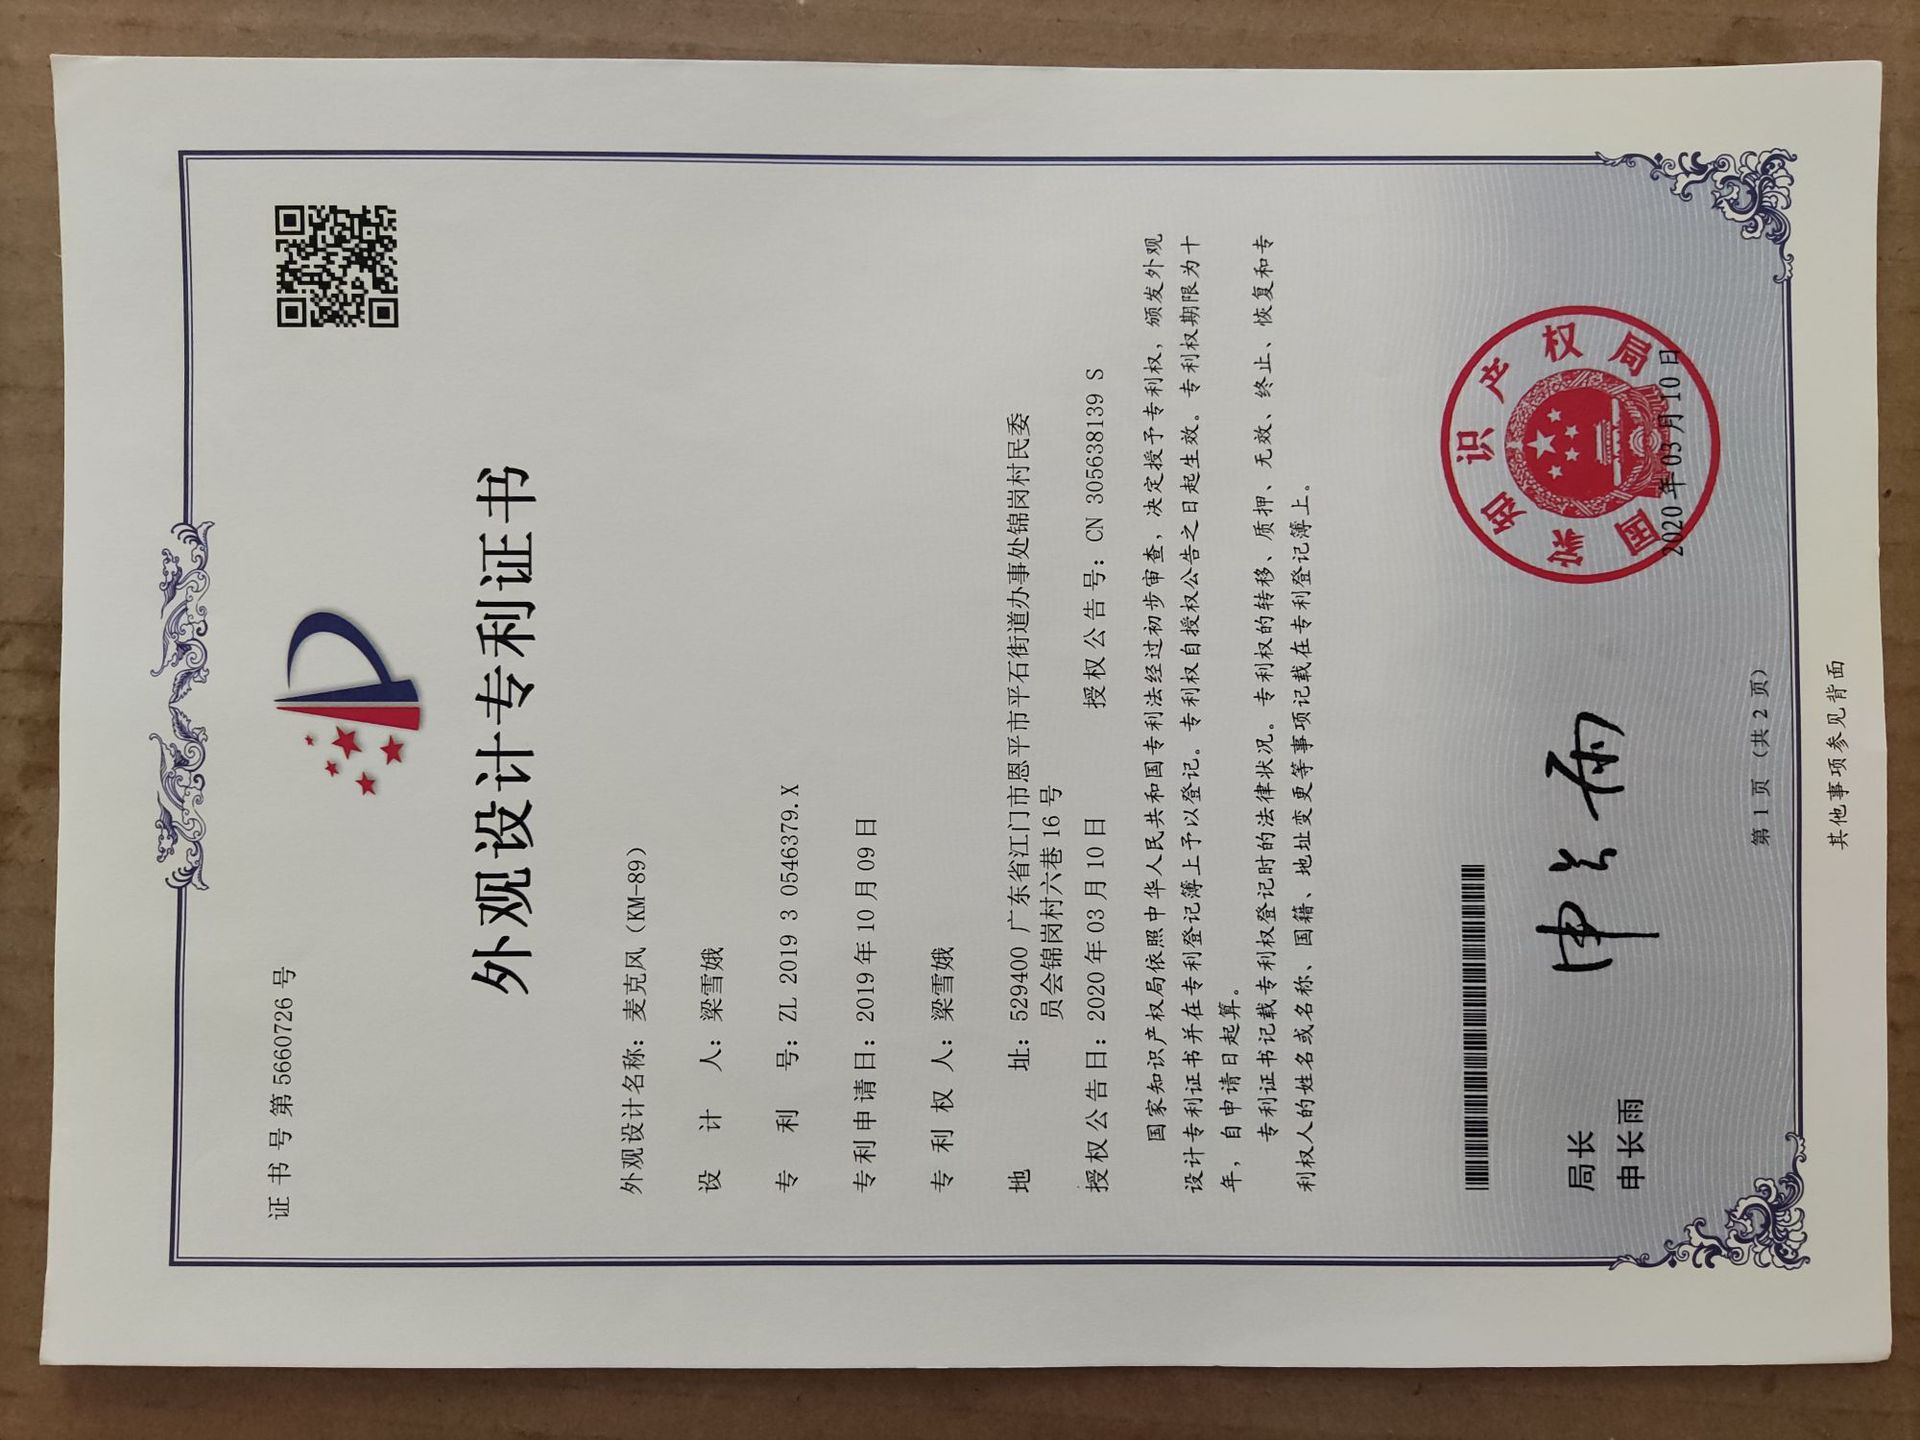 证书号第5660726号
外观设计专利证书
外观设计名称：麦克风（KM-89）
设计人：梁雪娥
专利号：ZL 2019 3 0546379.X
专利申请日：2019年10月09日
专利权人：梁雪娥
地址：529400 广东省江门市恩平市平石街道办事处锦岗村民委
员会锦岗村六巷16号
授权公告日：2020年03月10日 授权公告号：CN 305638139 S
国家知识产权局依照中华人民共和国专利法经过初步审查，决定授予专利权，颁发外观
设计专利证书并在专利登记簿上予以登记。专利权自授权公告之日起生效。专利权期限为十
年，自申请日起算。
专利证书记载专利权登记时的法律状况。专利权的转移、质押、无效、终止、恢复和专
利权人的姓名或名称、国籍、地址变更等事项记载在专利登记簿上。
局长
申长雨
申长雨
国家知识产权局
2020年03月10日
第1页（共2页）
其他事项参见背面